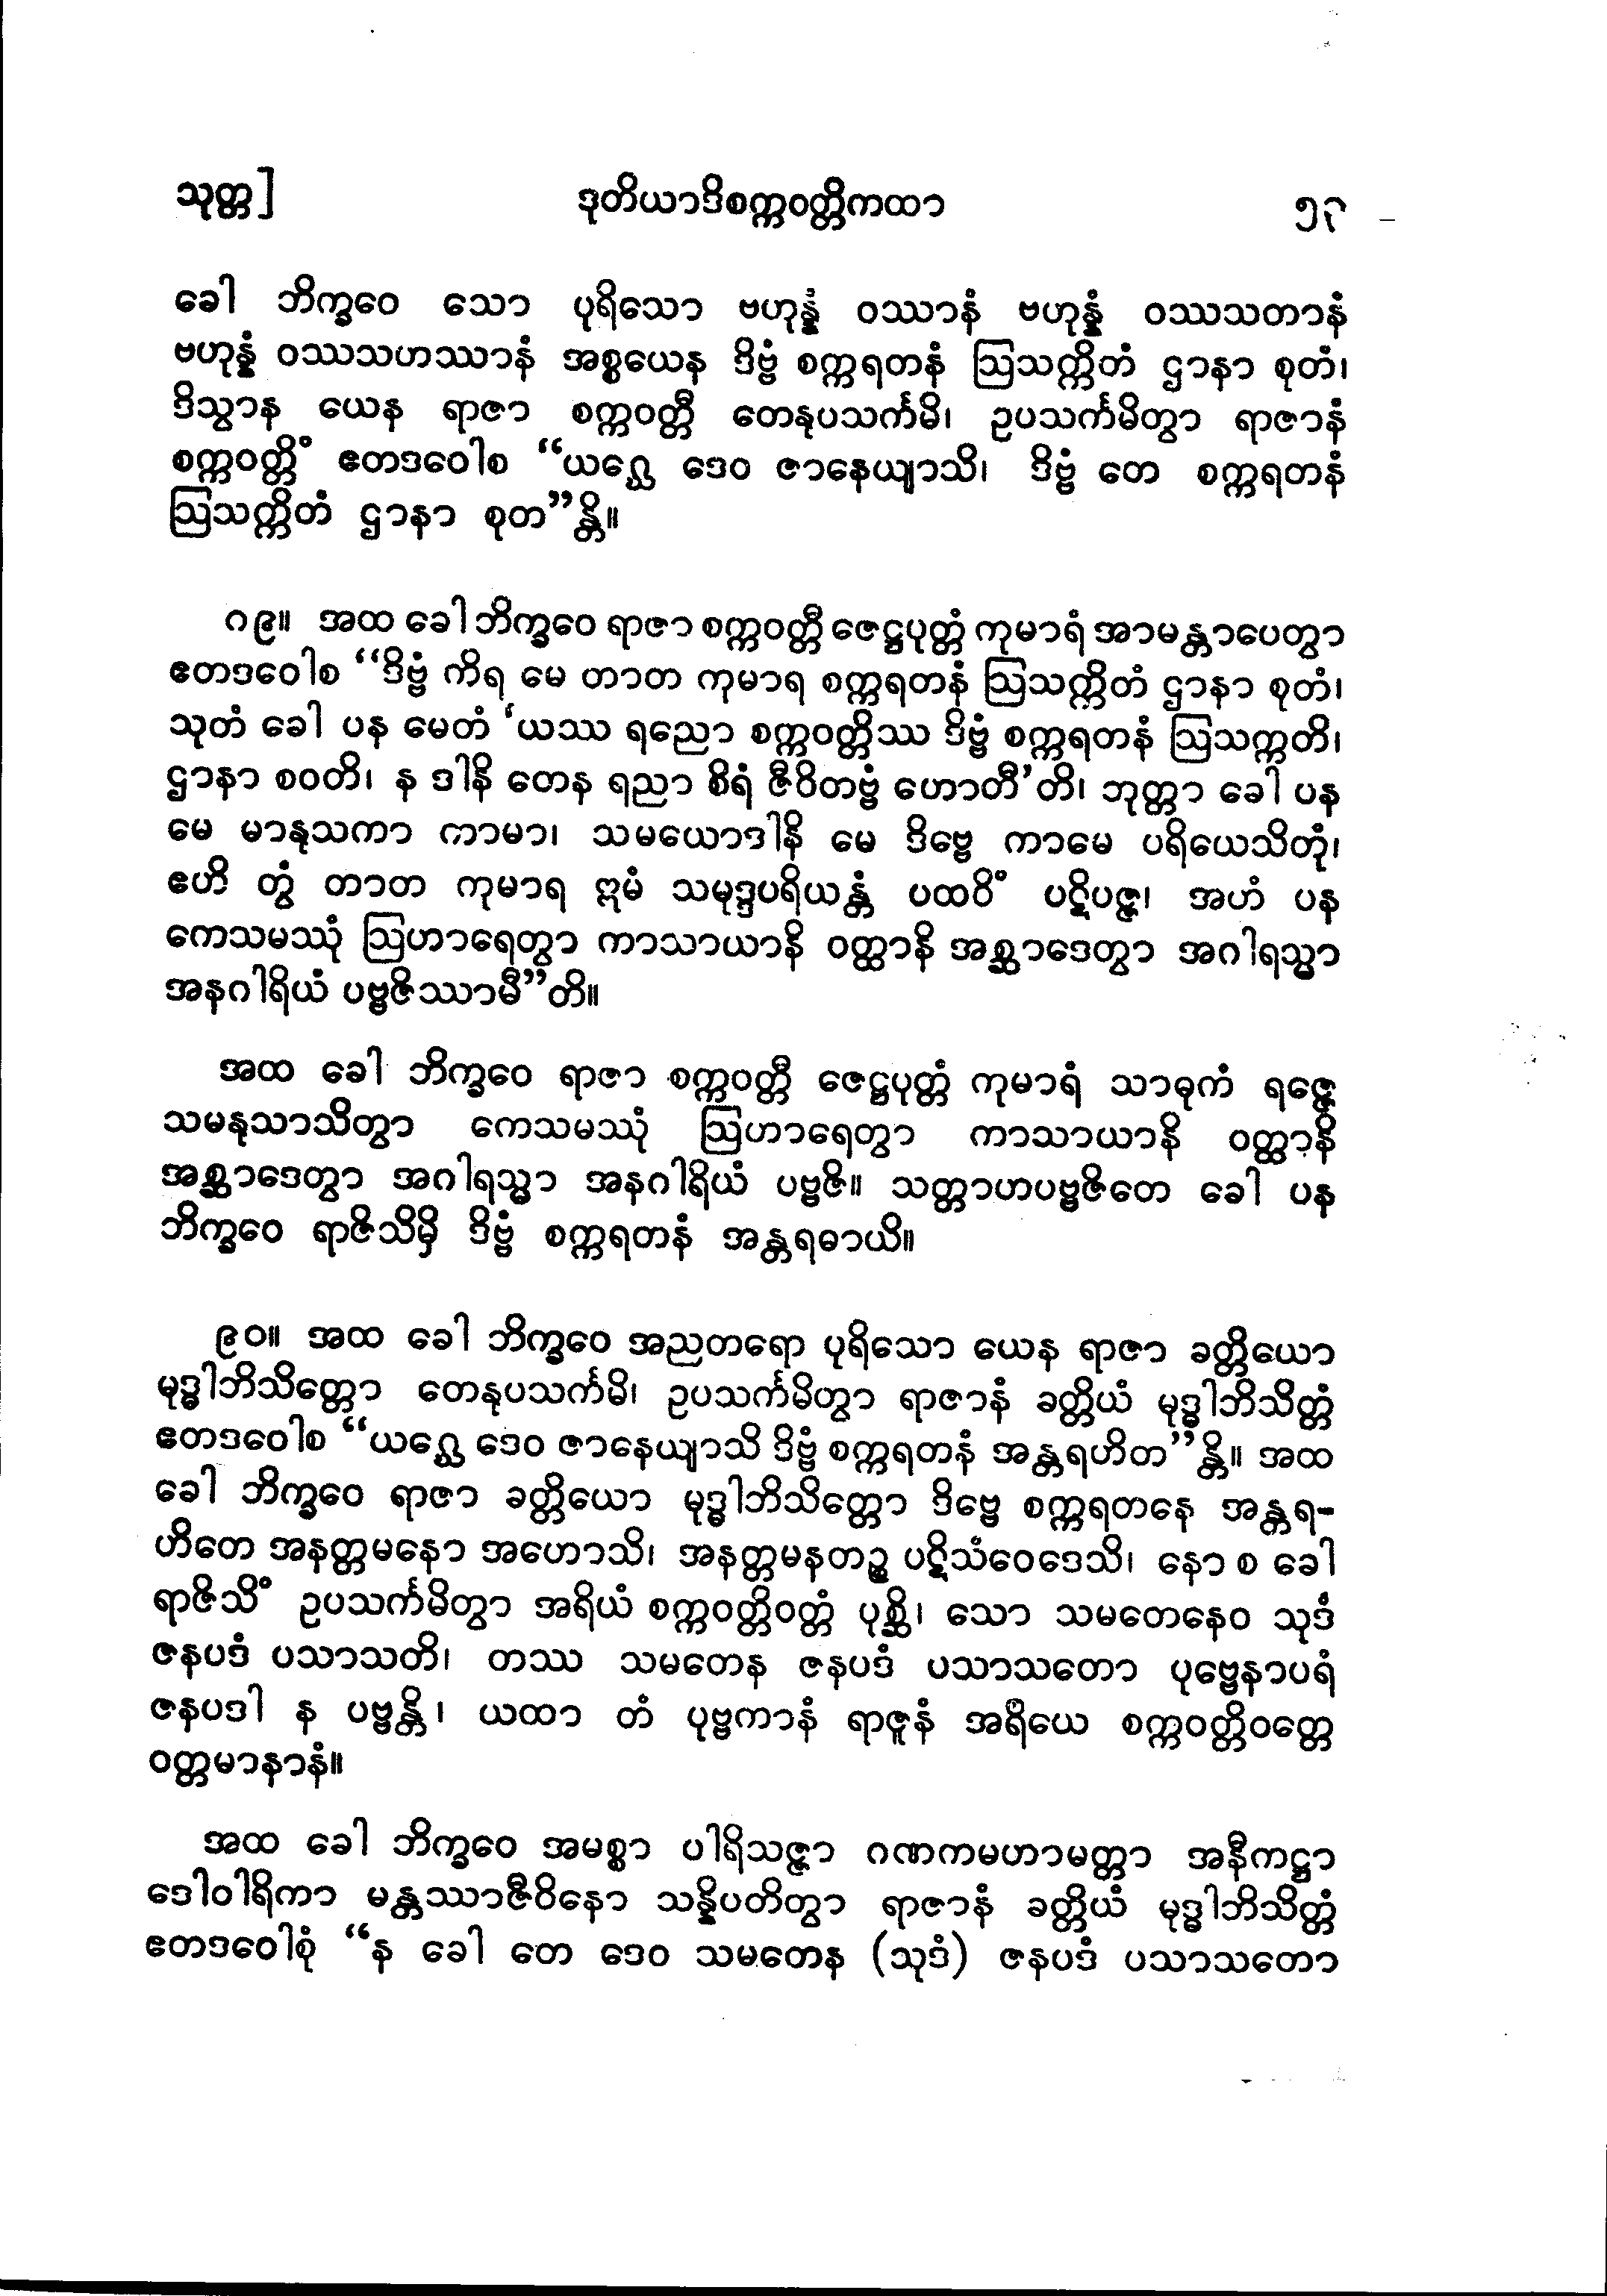 သုတ္တ]	ဒုတိယာဒိစက္ကဝတ္တိကထာ	၅၃
ခေါ ဘိက္ခဝေ သော ပုရိသော ဗဟုန္နံ ဝဿာနံ ဗဟုန္နံ ဝဿသတာနံ
ဗဟုန္နံ ဝဿသဟဿာနံ အစ္စယေန ဒိဗ္ဗံ စက္ကရတနံ ဩသက္ကိတံ ဌာနာ စုတံ၊
ဒိသွာန ယေန ရာဇာ စက္ကဝတ္တီ တေနုပသင်္ကမိ၊ ဥပသင်္ကမိတွာ ရာဇာနံ
စက္ကဝတ္တိံ ဧတဒဝေါစ “ယဂ္ဃေ ဒေဝ ဇာနေယျာသိ၊ ဒိဗ္ဗံ တေ စက္ကရတနံ
ဩသက္ကိတံ ဌာနာ စုတ”န္တိ။
၈၉။ အထ ခေါ ဘိက္ခဝေ ရာဇာ စက္ကဝတ္တီ ဇေဋ္ဌပုတ္တံ ကုမာရံ အာမန္တာပေတွာ
ဧတဒဝေါစ “ဒိဗ္ဗံ ကိရ မေ တာတ ကုမာရ စက္ကရတနံ ဩသက္ကိတံ ဌာနာ စုတံ၊
သုတံ ခေါ ပန မေတံ ‘ယဿ ရညော စက္ကဝတ္တိဿ ဒိဗ္ဗံ စက္ကရတနံ ဩသက္ကတိ၊
ဌာနာ စဝတိ၊ န ဒါနိ တေန ရညာ စိရံ ဇီဝိတဗ္ဗံ ဟောတီ’တိ၊ ဘုတ္တာ ခေါ ပန
မေ မာနုသကာ ကာမာ၊ သမယောဒါနိ မေ ဒိဗ္ဗေ ကာမေ ပရိယေသိတုံ၊
ဧဟိ တွံ တာတ ကုမာရ ဣမံ သမုဒ္ဒပရိယန္တံ ပထဝိံ ပဋိပဇ္ဇ၊ အဟံ ပန
ကေသမဿုံ ဩဟာရေတွာ ကာသာယာနိ ဝတ္ထာနိ အစ္ဆာဒေတွာ အဂါရသ္မာ
အနဂါရိယံ ပဗ္ဗဇိဿာမီ”တိ။
အထ ခေါ ဘိက္ခဝေ ရာဇာ စက္ကဝတ္တီ ဇေဋ္ဌပုတ္တံ ကုမာရံ သာဓုကံ ရဇ္ဇေ
သမနုသာသိတွာ ကေသမဿုံ ဩဟာရေတွာ ကာသာယာနိ ဝတ္ထာနိ
အစ္ဆာဒေတွာ အဂါရသ္မာ အနဂါရိယံ ပဗ္ဗဇိ။ သတ္တာဟပဗ္ဗဇိတေ ခေါ ပန
ဘိက္ခဝေ ရာဇိသိမှိ ဒိဗ္ဗံ စက္ကရတနံ အန္တရဓာယိ။
၉၀။ အထ ခေါ ဘိက္ခဝေ အညတရော ပုရိသော ယေန ရာဇာ ခတ္တိယော
မုဒ္ဓါဘိသိတ္တော တေနုပသင်္ကမိ၊ ဥပသင်္ကမိတွာ ရာဇာနံ ခတ္တိယံ မုဒ္ဓါဘိသိတ္တံ
ဧတဒဝေါစ “ယဂ္ဃေ ဒေဝ ဇာနေယျာသိ ဒိဗ္ဗံ စက္ကရတနံ အန္တရဟိတ”န္တိ။ အထ
ခေါ ဘိက္ခဝေ ရာဇာ ခတ္တိယော မုဒ္ဓါဘိသိတ္တော ဒိဗ္ဗေ စက္ကရတနေ အန္တရ-
ဟိတေ အနတ္တမနော အဟောသိ၊ အနတ္တမနတဉ္စ ပဋိသံဝေဒေသိ၊ နော စ ခေါ
ရာဇိသိံ ဥပသင်္ကမိတွာ အရိယံ စက္ကဝတ္တိဝတ္တံ ပုစ္ဆိ၊ သော သမတေနေဝ သုဒံ
ဇနပဒံ ပသာသတိ၊ တဿ သမတေန ဇနပဒံ ပသာသတော ပုဗ္ဗေနာပရံ
ဇနပဒါ န ပဗ္ဗန္တိ၊ ယထာ တံ ပုဗ္ဗကာနံ ရာဇူနံ အရိယေ စက္ကဝတ္တိဝတ္တေ
ဝတ္တမာနာနံ။
အထ ခေါ ဘိက္ခဝေ အမစ္စာ ပါရိသဇ္ဇာ ဂဏကမဟာမတ္တာ အနီကဋ္ဌာ
ဒေါဝါရိကာ မန္တဿာဇီဝိနော သန္နိပတိတွာ ရာဇာနံ ခတ္တိယံ မုဒ္ဓါဘိသိတ္တံ
ဧတဒဝေါစုံ “န ခေါ တေ ဒေဝ သမတေန (သုဒံ) ဇနပဒံ ပသာသတော